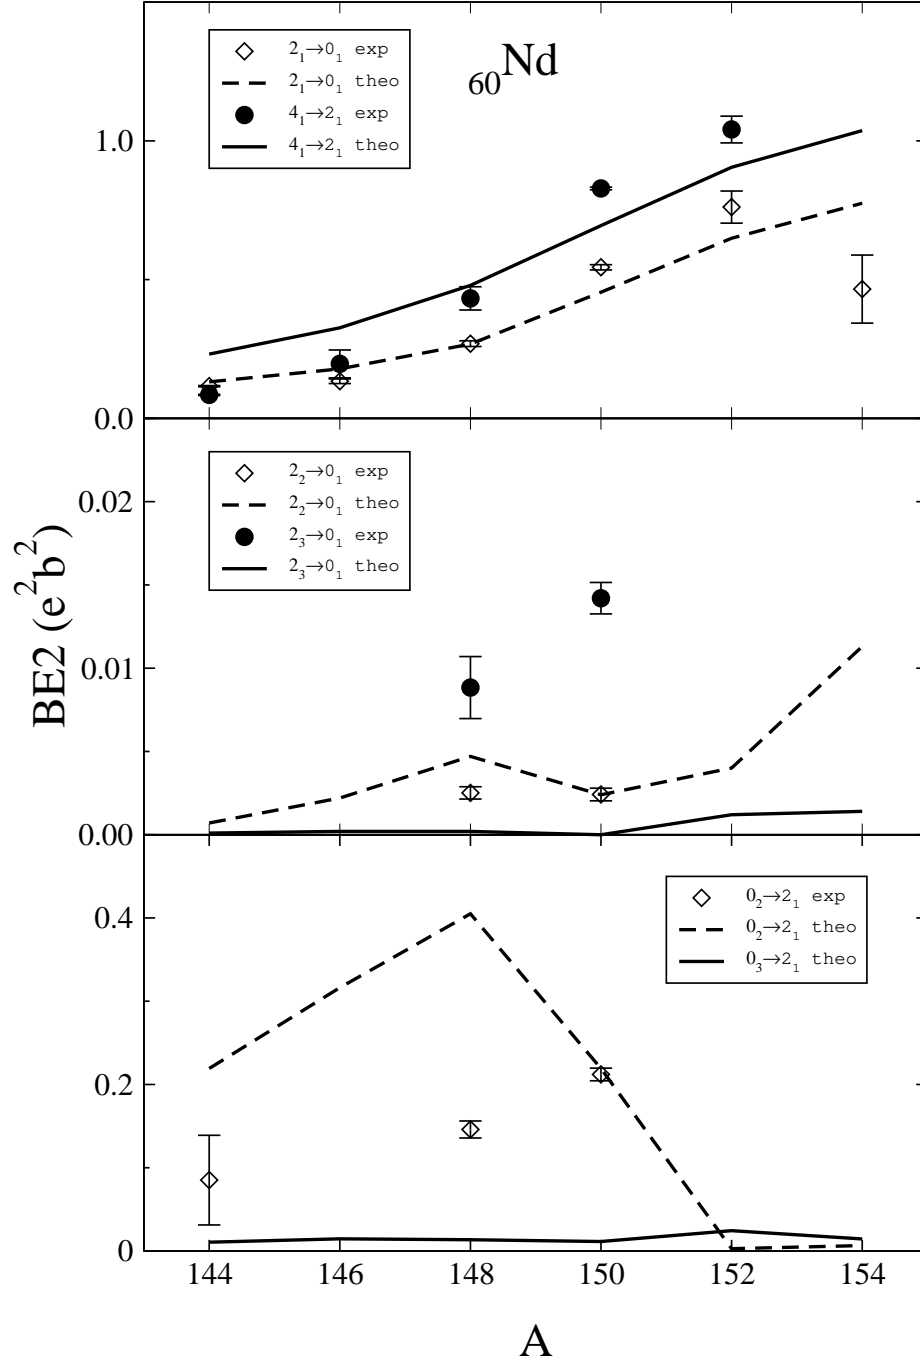 ₆₀Nd
2₁→0₁ exp
2₁→0₁ theo
4₁→2₁ exp
4₁→2₁ theo
1.0
0.0
2₂→0₁ exp
2₂→0₁ theo
2₃→0₁ exp
2₃→0₁ theo
0.02
0.01
0.00
BE2 (e²b²)
0₂→2₁ exp
0₂→2₁ theo
0₃→2₁ theo
0.4
0.2
0
144 146 148 150 152 154
A